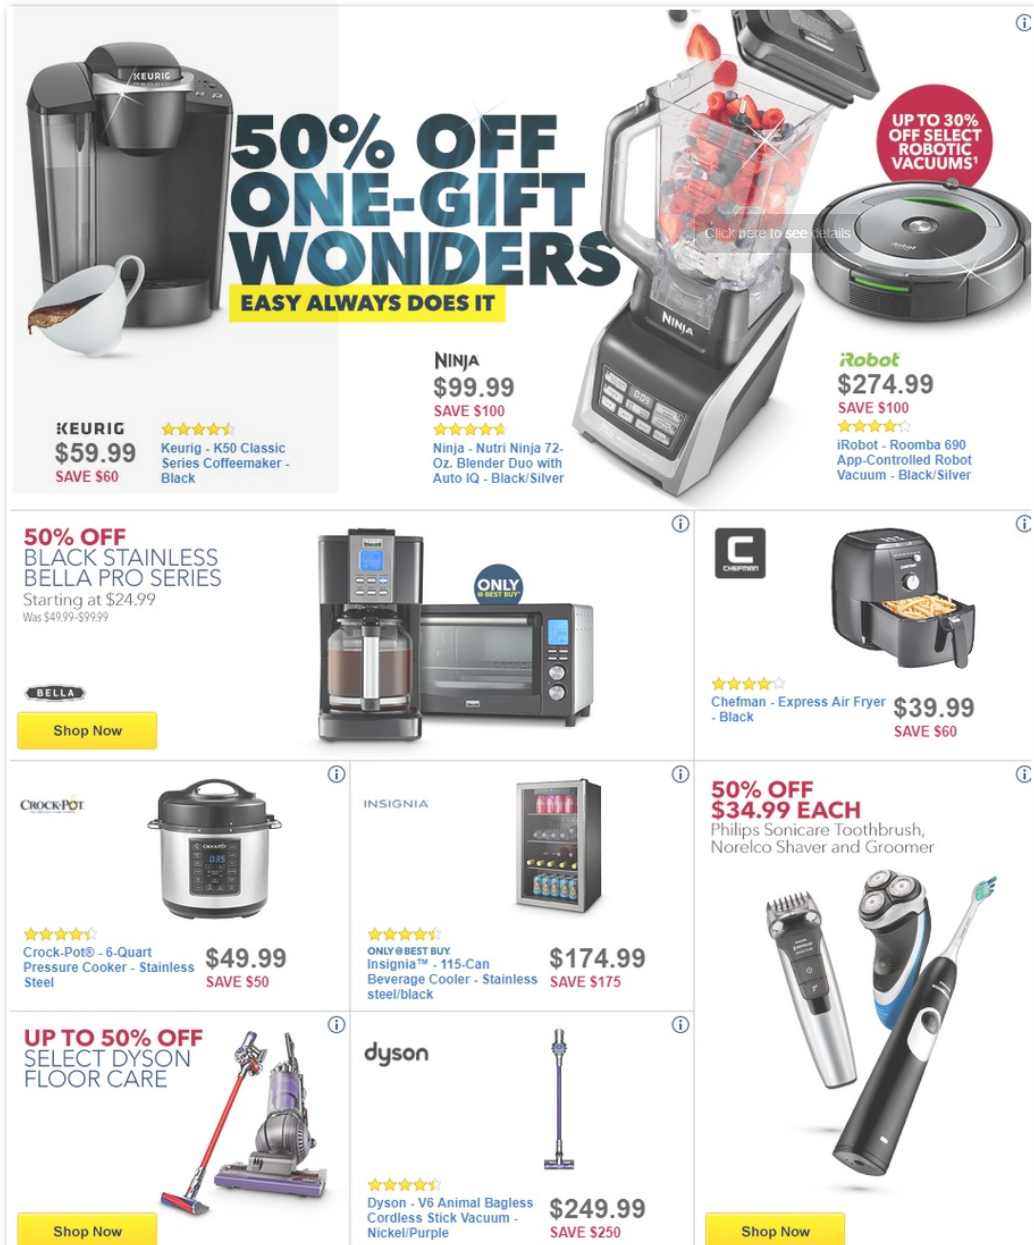 KEURIG
50% OFF
ONE-GIFT
WONDERS
EASY ALWAYS DOES IT
UP TO 30%
OFF SELECT
ROBOTIC
VACUUMS¹
Click here to see details
iRobot
NINJA
KEURIG
$59.99
SAVE $60
Keurig - K50 Classic
Series Coffeemaker -
Black
NINJA
$99.99
SAVE $100
Ninja - Nutri Ninja 72-
Oz. Blender Duo with
Auto IQ - Black/Silver
iRobot
$274.99
SAVE $100
iRobot - Roomba 690
App-Controlled Robot
Vacuum - Black/Silver
50% OFF
BLACK STAINLESS
BELLA PRO SERIES
Starting at $24.99
Was $49.99-$99.99
BELLA
Shop Now
ONLY
@ BEST BUY
C
CHEFMAN
Chefman - Express Air Fryer
- Black
$39.99
SAVE $60
CROCK-POT
Crock-Pot® - 6-Quart
Pressure Cooker - Stainless
Steel
$49.99
SAVE $50
INSIGNIA
ONLY @ BEST BUY.
Insignia™ - 115-Can
Beverage Cooler - Stainless
steel/black
$174.99
SAVE $175
50% OFF
$34.99 EACH
Philips Sonicare Toothbrush,
Norelco Shaver and Groomer
Shop Now
UP TO 50% OFF
SELECT DYSON
FLOOR CARE
Shop Now
dyson
Dyson - V6 Animal Bagless
Cordless Stick Vacuum -
Nickel/Purple
$249.99
SAVE $250